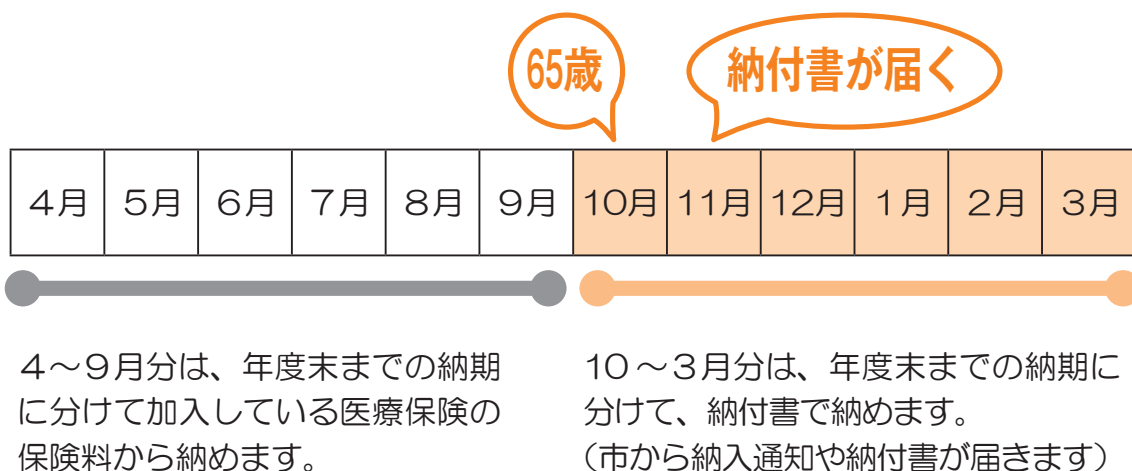 65歳
納付書が届く
4月 5月 6月 7月 8月 9月 10月 11月 12月 1月 2月 3月
4～9月分は、年度末までの納期
に分けて加入している医療保険の
保険料から納めます。
10～3月分は、年度末までの納期に
分けて、納付書で納めます。
（市から納入通知や納付書が届きます）